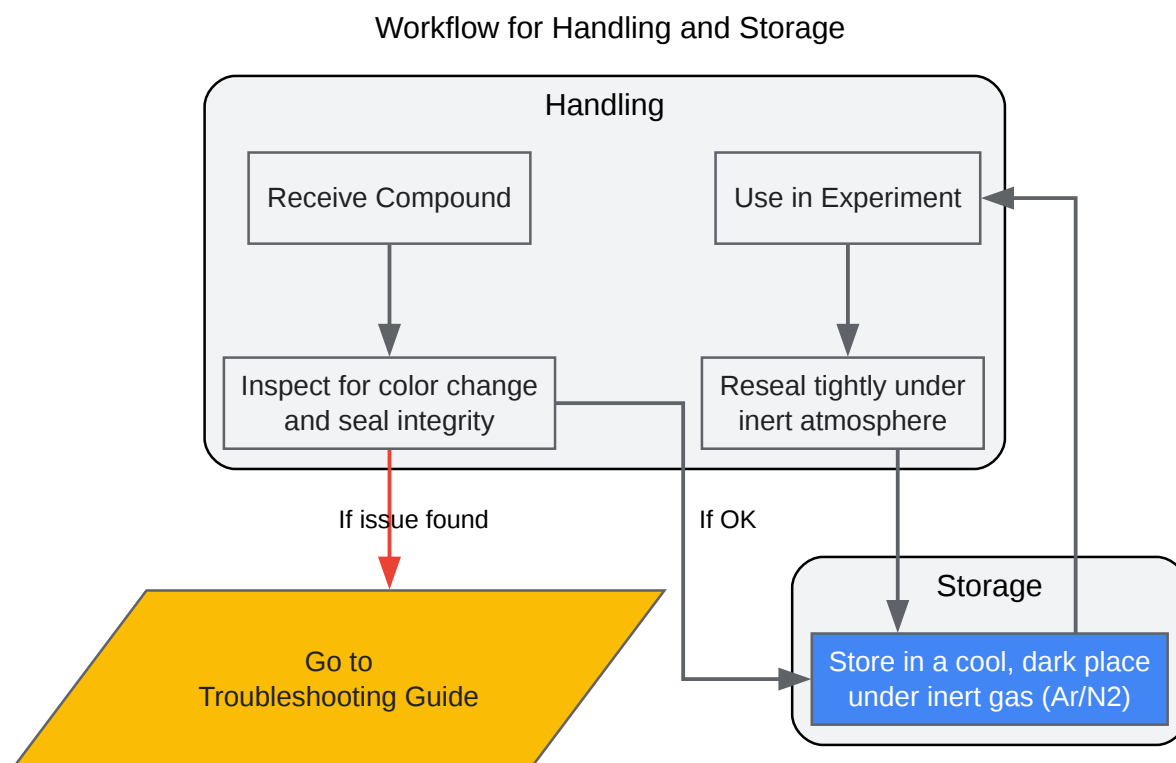 Workflow for Handling and Storage
Handling
Receive Compound
Use in Experiment
Inspect for color change
and seal integrity
Reseal tightly under
inert atmosphere
If issue found
If OK
Storage
Go to
Troubleshooting Guide
Store in a cool, dark place
under inert gas (Ar/N2)